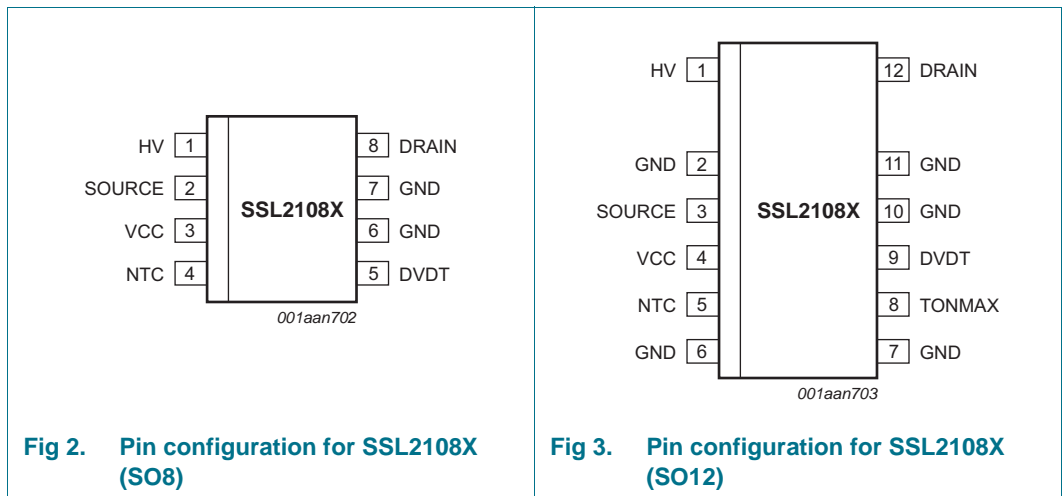 HV 1
SOURCE 2
VCC 3
NTC 4
SSL2108X
8 DRAIN
7 GND
6 GND
5 DVDT
001aan702
Fig 2. Pin configuration for SSL2108X
(SO8)
HV 1
GND 2
SOURCE 3
VCC 4
NTC 5
GND 6
SSL2108X
12 DRAIN
11 GND
10 GND
9 DVDT
8 TONMAX
7 GND
001aan703
Fig 3. Pin configuration for SSL2108X
(SO12)